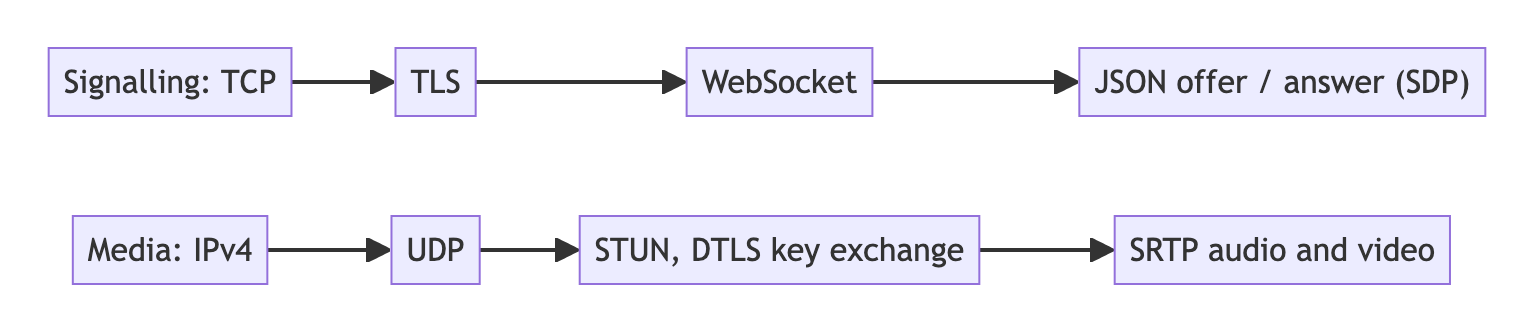 Signalling: TCP
TLS
WebSocket
JSON offer / answer (SDP)
Media: IPv4
UDP
STUN, DTLS key exchange
SRTP audio and video